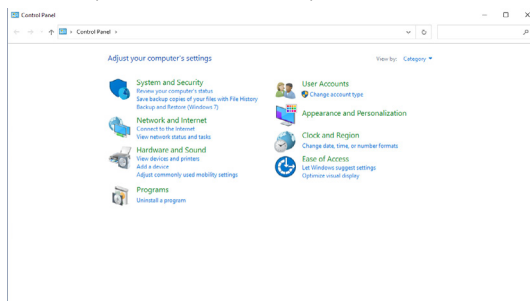 Control Panel
Control Panel
Adjust your computer's settings
View by: Category
System and Security
Review your computer's status
Save backup copies of your files with File History
Backup and Restore (Windows 7)
Network and Internet
Connect to the Internet
View network status and tasks
Hardware and Sound
View devices and printers
Add a device
Adjust commonly used mobility settings
Programs
Uninstall a program
User Accounts
Change account type
Appearance and Personalization
Clock and Region
Change date, time, or number formats
Ease of Access
Let Windows suggest settings
Optimize visual display